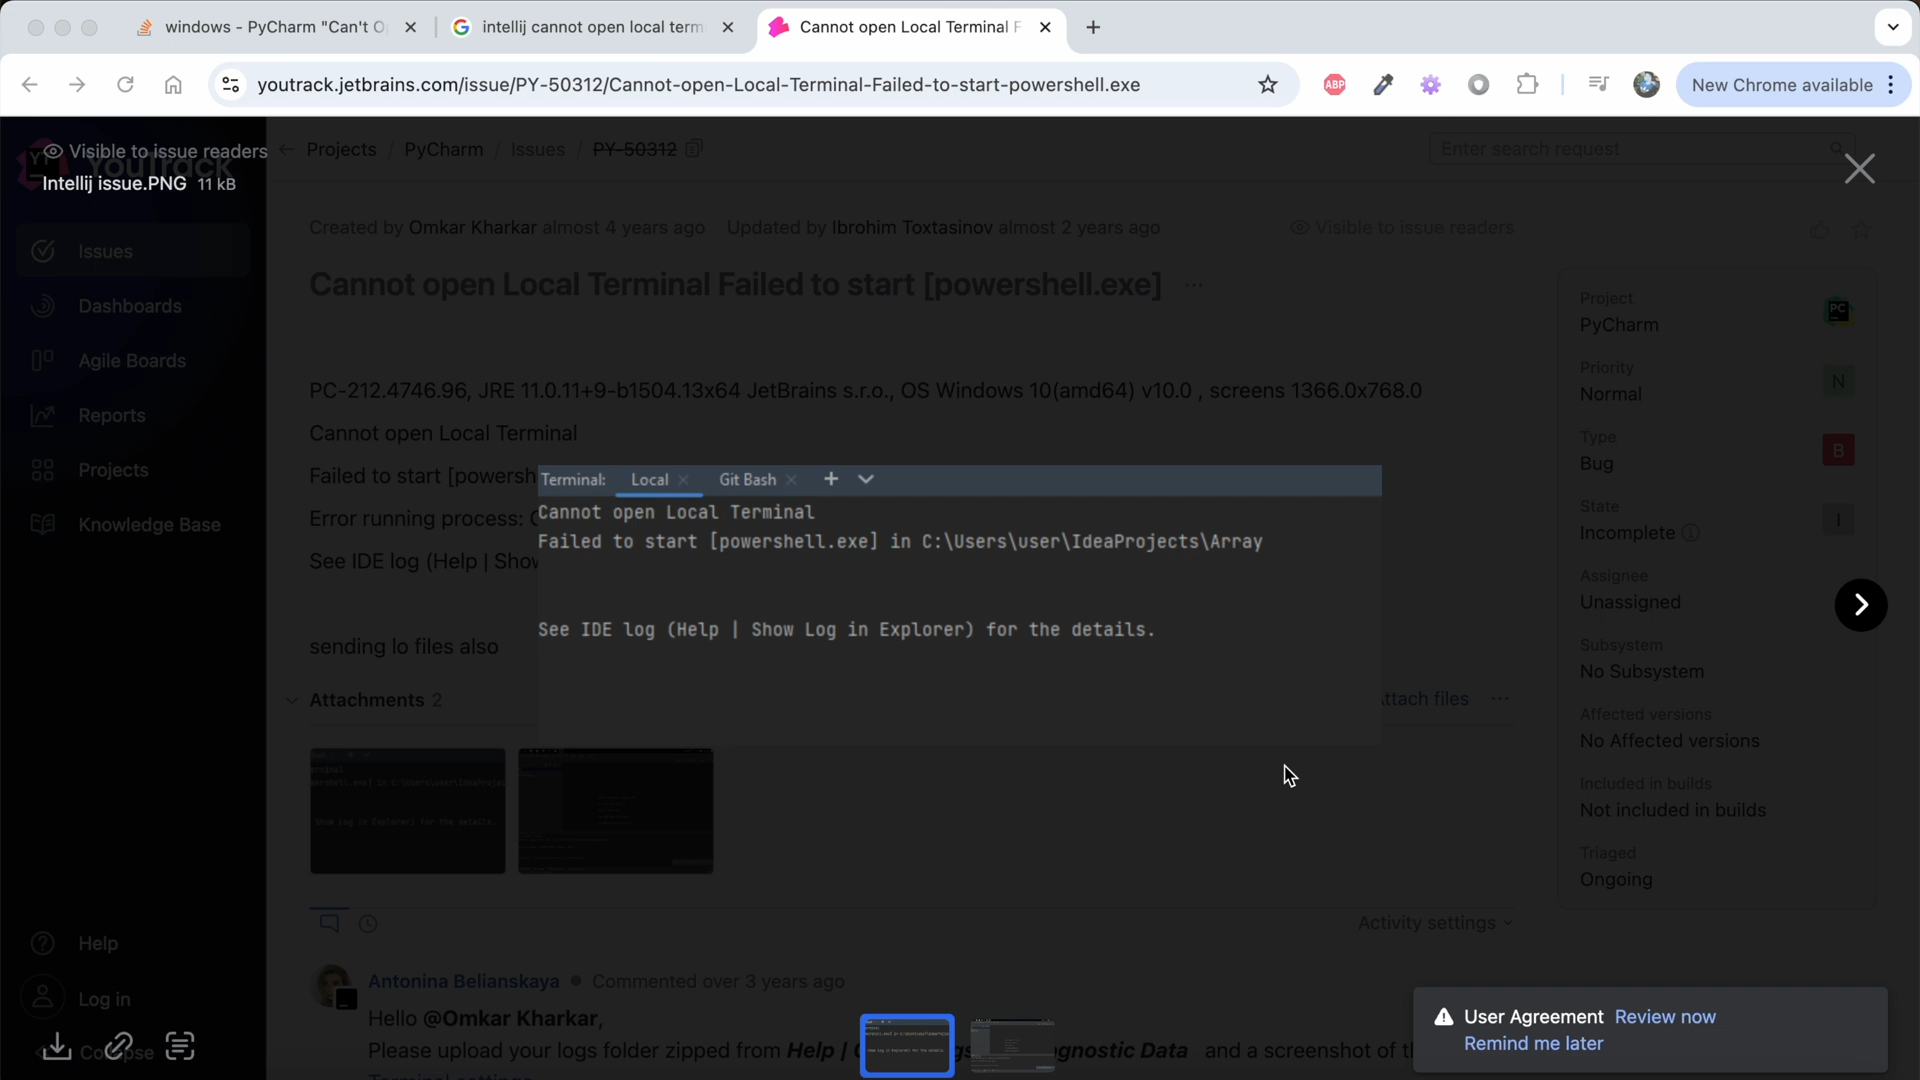 windows - PyCharm "Can't O
intellij cannot open local term
Cannot open Local Terminal F
youtrack.jetbrains.com/issue/PY-50312/Cannot-open-Local-Terminal-Failed-to-start-powershell.exe
ABP
New Chrome available
Visible to issue readers
YouTrack
Intellij issue.PNG 11 kB
Projects / PyCharm / Issues / PY-50312
Enter search request
Created by Omkar Kharkar almost 4 years ago Updated by Ibrohim Toxtasinov almost 2 years ago
Visible to issue readers
Issues
Dashboards
Agile Boards
Reports
Projects
Knowledge Base
Cannot open Local Terminal Failed to start [powershell.exe]
PC-212.4746.96, JRE 11.0.11+9-b1504.13x64 JetBrains s.r.o., OS Windows 10(amd64) v10.0 , screens 1366.0x768.0
Cannot open Local Terminal
Failed to start [powersh
Error running process:
See IDE log (Help | Show
sending lo files also
Terminal: Local Git Bash
Cannot open Local Terminal
Failed to start [powershell.exe] in C:\Users\user\IdeaProjects\Array
See IDE log (Help | Show Log in Explorer) for the details.
Attachments 2
ttach files
Project
PyCharm
PC
Priority
Normal
N
Type
Bug
B
State
Incomplete
I
Assignee
Unassigned
Subsystem
No Subsystem
Affected versions
No Affected versions
Included in builds
Not included in builds
Triaged
Ongoing
Activity settings
Antonina Belianskaya Commented over 3 years ago
Hello @Omkar Kharkar,
Please upload your logs folder zipped from Help | gnostic Data and a screenshot of t
Terminal settings
Help
Log in
Collapse
User Agreement Review now
Remind me later